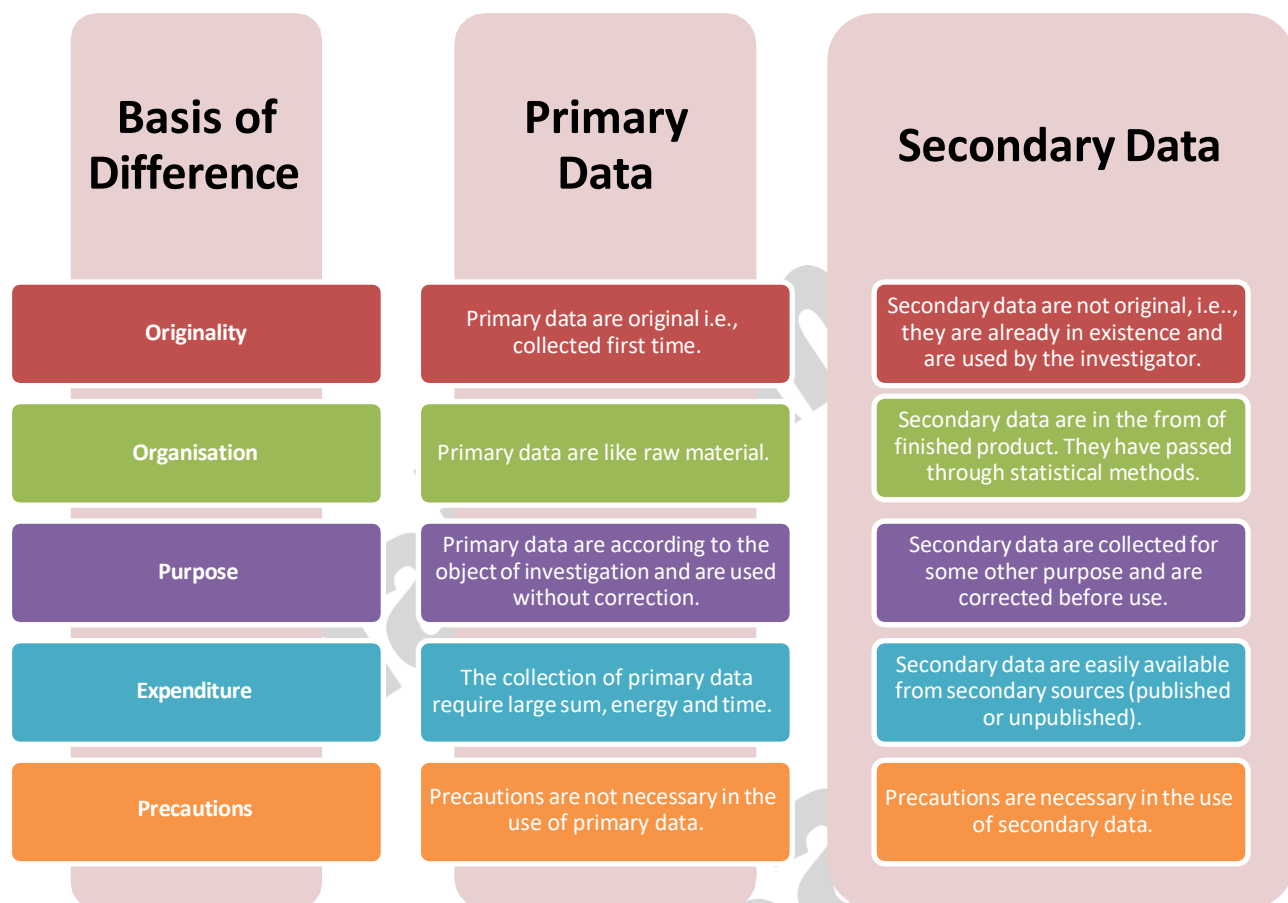 Basis of
Difference
Primary
Data
Secondary Data
Originality
Primary data are original i.e.,
collected first time.
Secondary data are not original, i.e..,
they are already in existence and
are used by the investigator.
Organisation
Primary data are like raw material.
Secondary data are in the from of
finished product. They have passed
through statistical methods.
Purpose
Primary data are according to the
object of investigation and are used
without correction.
Secondary data are collected for
some other purpose and are
corrected before use.
Expenditure
The collection of primary data
require large sum, energy and time.
Secondary data are easily available
from secondary sources (published
or unpublished).
Precautions
Precautions are not necessary in the
use of primary data.
Precautions are necessary in the use
of secondary data.